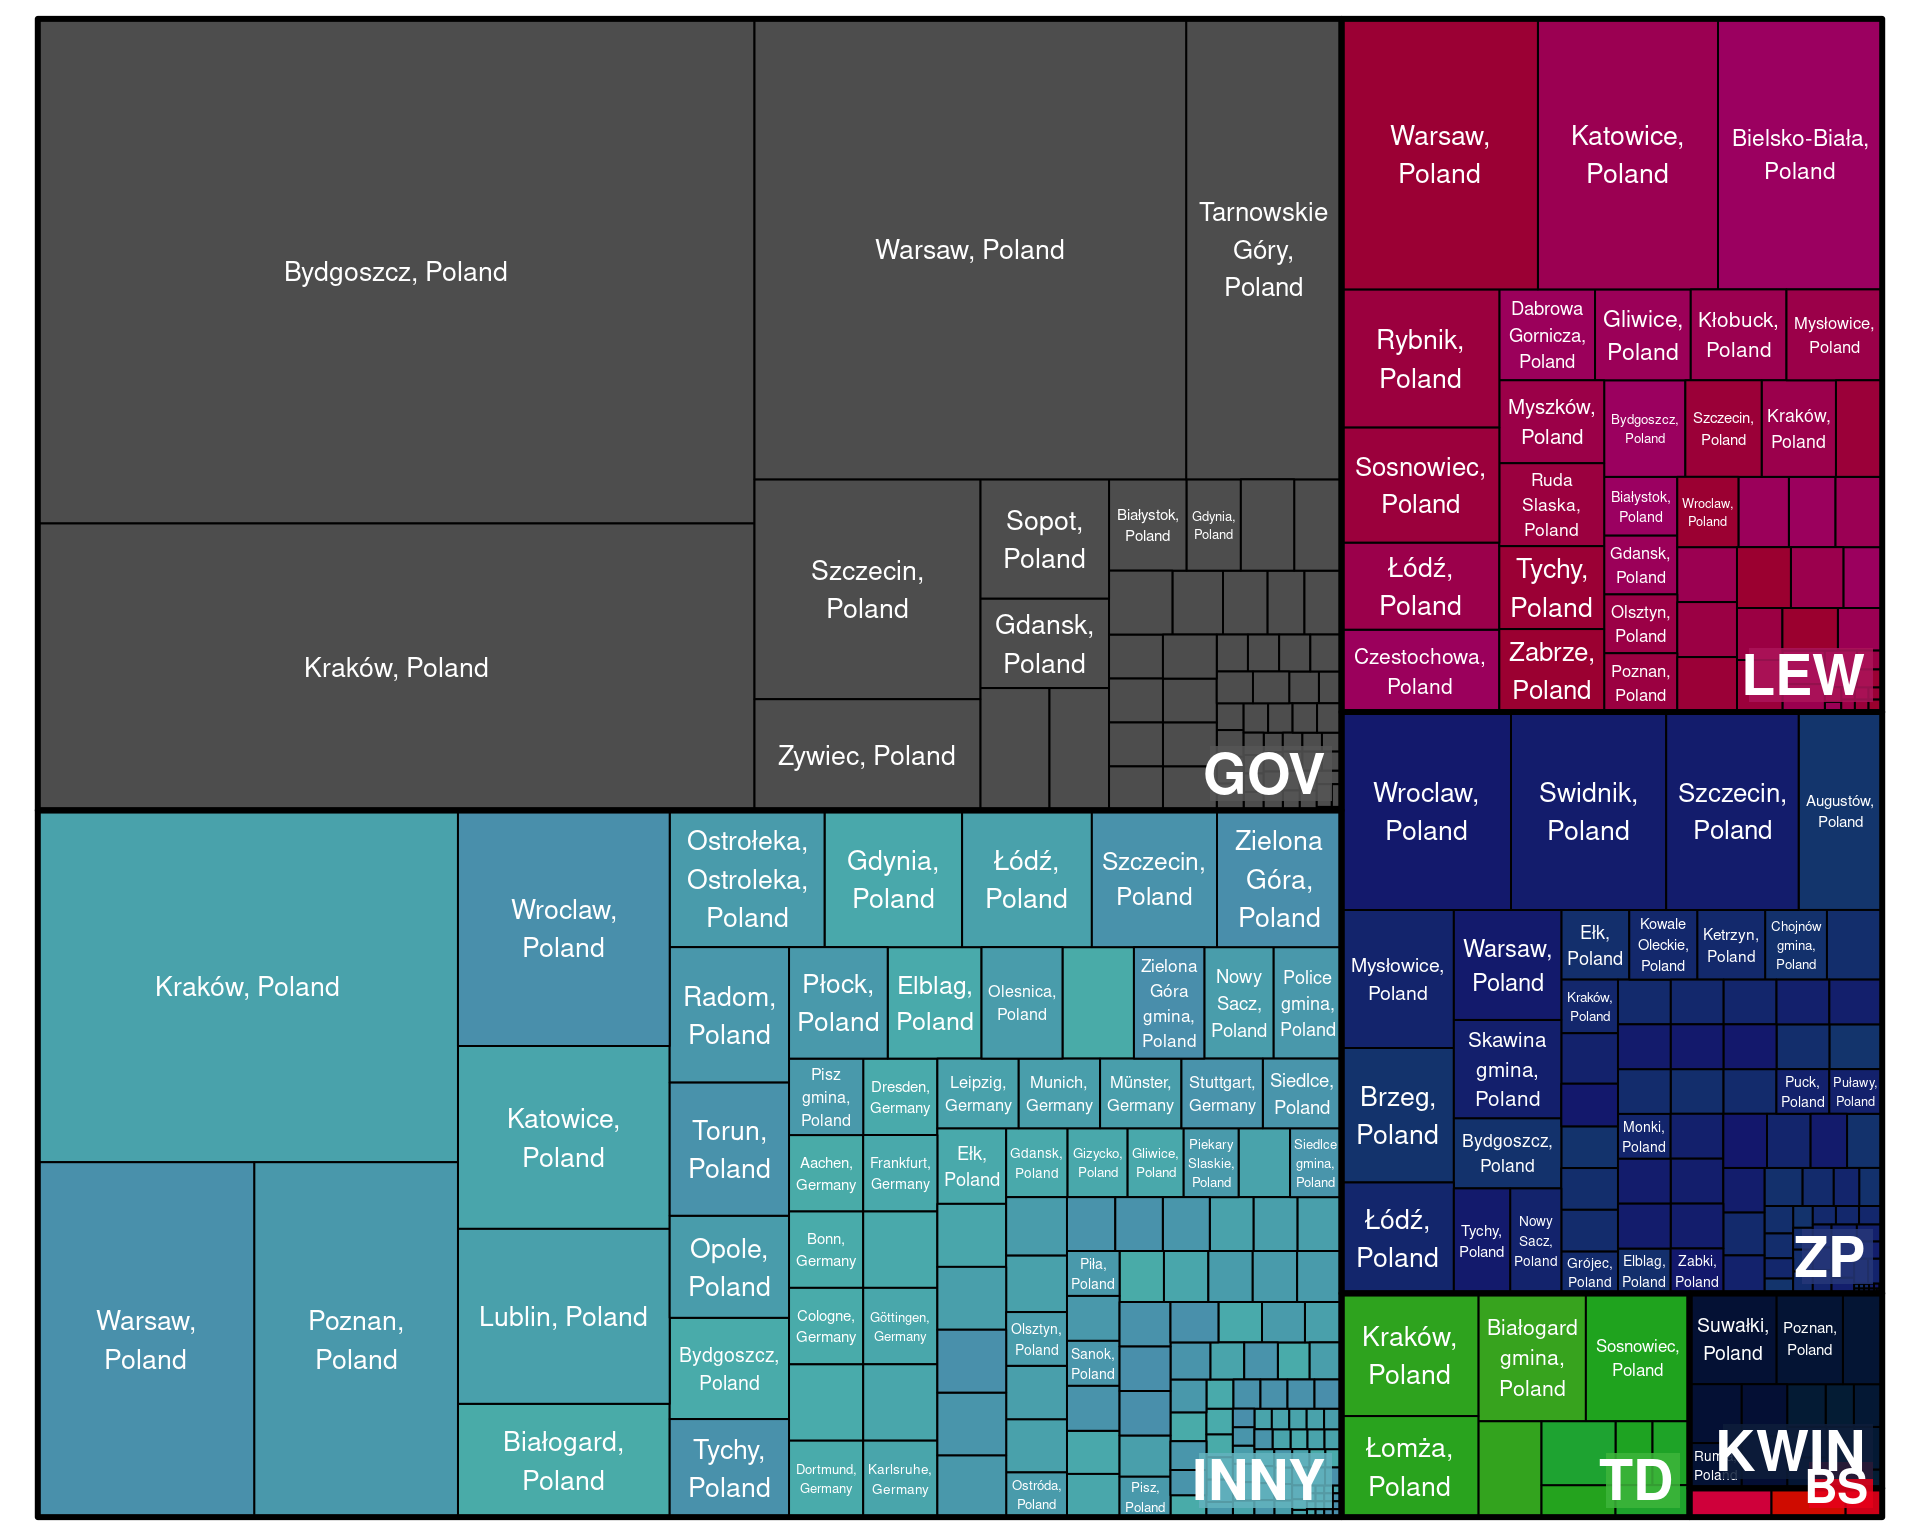 Bydgoszcz, Poland
Kraków, Poland
Warsaw, Poland
Tarnowskie
Góry,
Poland
Szczecin,
Poland
Zywiec, Poland
Sopot,
Poland
Gdansk,
Poland
Białystok,
Poland
Gdynia,
Poland
GOV
Warsaw,
Poland
Katowice,
Poland
Bielsko-Biała,
Poland
Rybnik,
Poland
Sosnowiec,
Poland
Łódź,
Poland
Czestochowa,
Poland
Dabrowa
Gornicza,
Poland
Gliwice,
Poland
Kłobuck,
Poland
Mysłowice,
Poland
Myszków,
Poland
Ruda
Slaska,
Poland
Tychy,
Poland
Zabrze,
Poland
Bydgoszcz,
Poland
Szczecin,
Poland
Kraków,
Poland
Białystok,
Poland
Wroclaw,
Poland
Gdansk,
Poland
Olsztyn,
Poland
Poznan,
Poland
LEW
Kraków, Poland
Warsaw,
Poland
Poznan,
Poland
Wroclaw,
Poland
Katowice,
Poland
Lublin, Poland
Białogard,
Poland
Ostrołeka,
Ostroleka,
Poland
Gdynia,
Poland
Łódź,
Poland
Szczecin,
Poland
Zielona
Góra,
Poland
Radom,
Poland
Torun,
Poland
Opole,
Poland
Bydgoszcz,
Poland
Tychy,
Poland
Płock,
Poland
Elblag,
Poland
Olesnica,
Poland
Zielona
Góra
gmina,
Poland
Nowy
Sacz,
Poland
Police
gmina,
Poland
Pisz
gmina,
Poland
Dresden,
Germany
Leipzig,
Germany
Munich,
Germany
Münster,
Germany
Stuttgart,
Germany
Siedlce,
Poland
Aachen,
Germany
Frankfurt,
Germany
Bonn,
Germany
Cologne,
Germany
Göttingen,
Germany
Dortmund,
Germany
Karlsruhe,
Germany
Ełk,
Poland
Gdansk,
Poland
Gizycko,
Poland
Gliwice,
Poland
Piekary
Slaskie,
Poland
Siedlce
gmina,
Poland
Piła,
Poland
Olsztyn,
Poland
Sanok,
Poland
Ostróda,
Poland
Pisz,
Poland
INNY
Wroclaw,
Poland
Swidnik,
Poland
Szczecin,
Poland
Augustów,
Poland
Mysłowice,
Poland
Brzeg,
Poland
Łódź,
Poland
Warsaw,
Poland
Skawina
gmina,
Poland
Bydgoszcz,
Poland
Tychy,
Poland
Nowy
Sacz,
Poland
Ełk,
Poland
Kowale
Oleckie,
Poland
Ketrzyn,
Poland
Chojnów
gmina,
Poland
Kraków,
Poland
Puck,
Poland
Puławy,
Poland
Monki,
Poland
Grójec,
Poland
Elblag,
Poland
Zabki,
Poland
ZP
Kraków,
Poland
Łomża,
Poland
Białogard
gmina,
Poland
Sosnowiec,
Poland
TD
Suwałki,
Poland
Poznan,
Poland
Poland
KWIN
BS